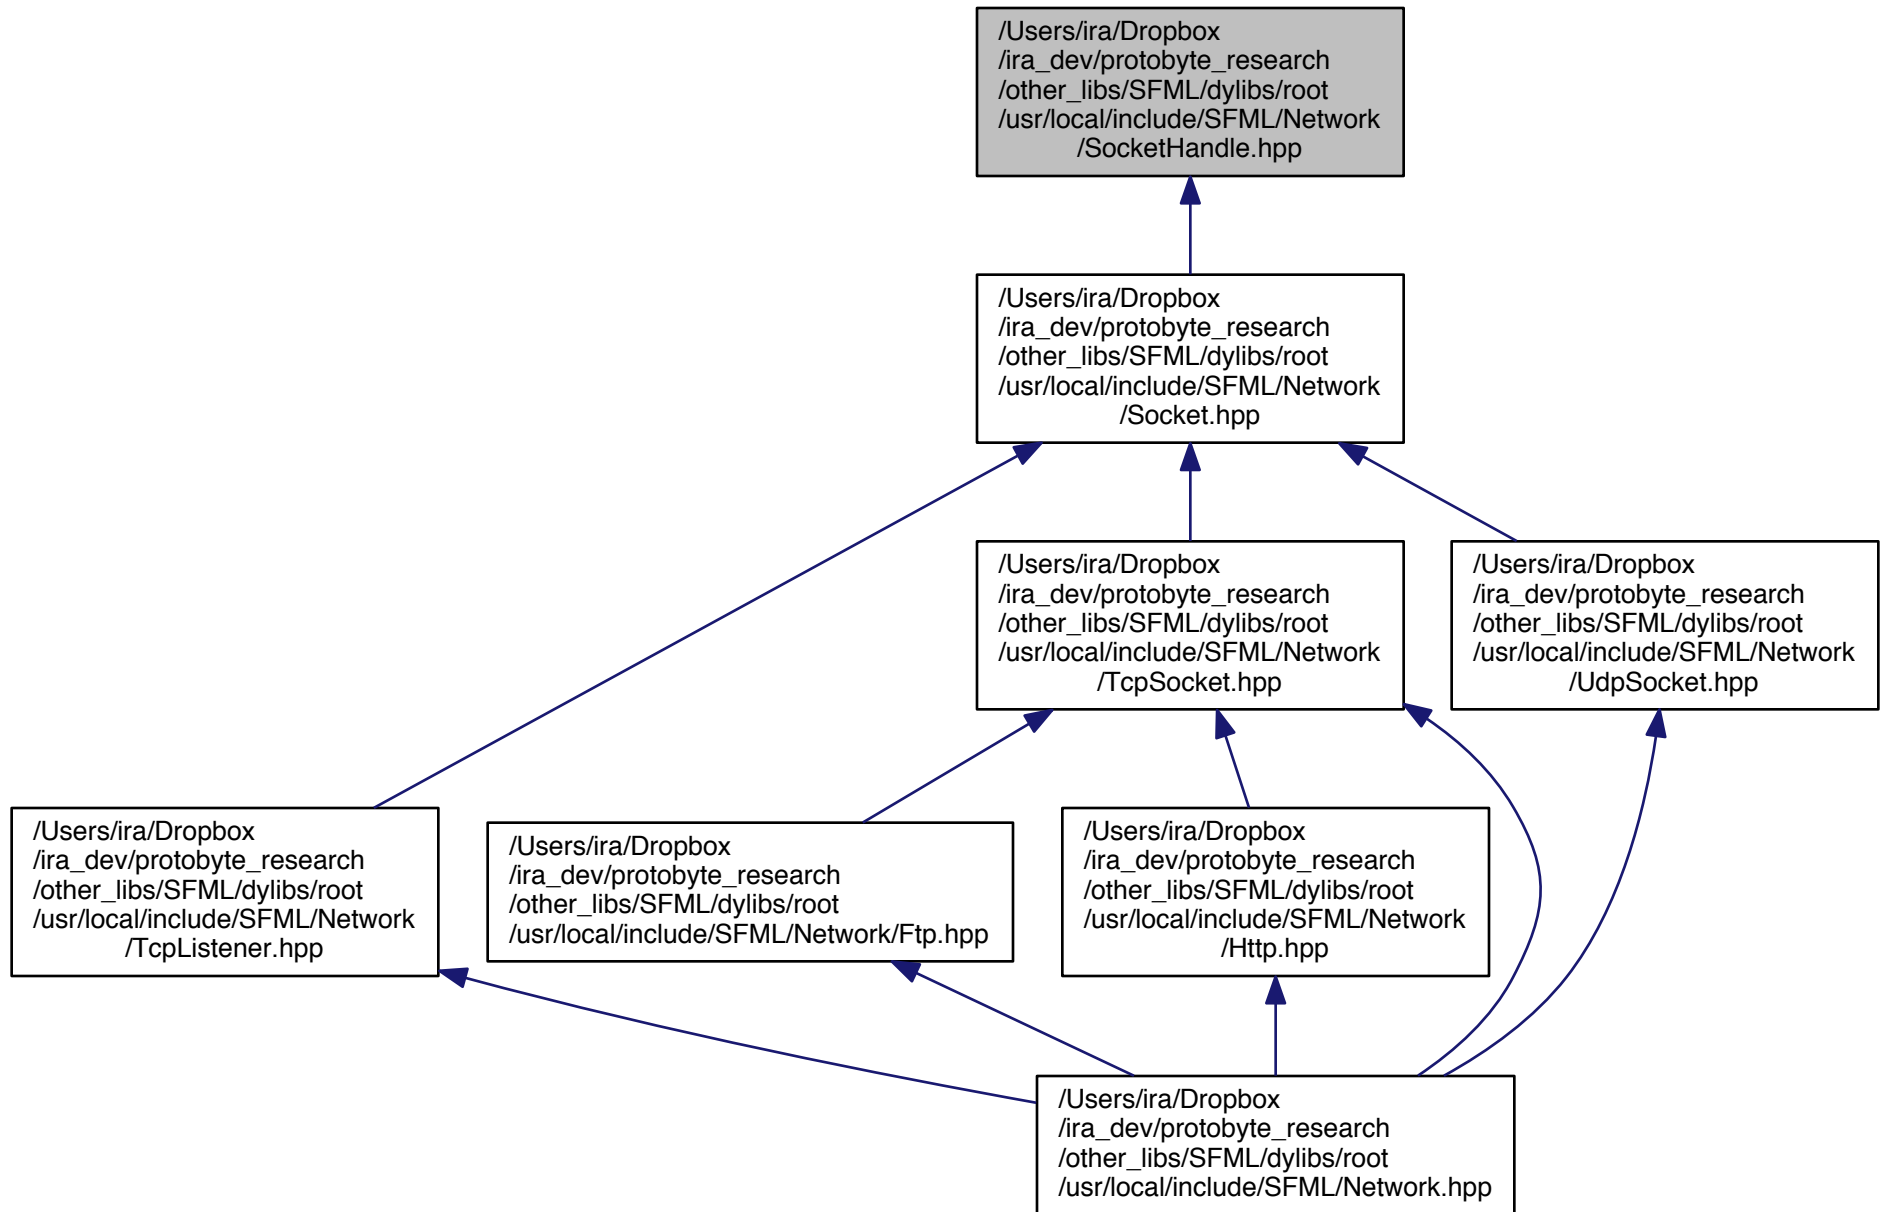 /Users/ira/Dropbox
/ira_dev/protobyte_research
/other_libs/SFML/dylibs/root
/usr/local/include/SFML/Network
/SocketHandle.hpp
/Users/ira/Dropbox
/ira_dev/protobyte_research
/other_libs/SFML/dylibs/root
/usr/local/include/SFML/Network
/Socket.hpp
/Users/ira/Dropbox
/ira_dev/protobyte_research
/other_libs/SFML/dylibs/root
/usr/local/include/SFML/Network
/TcpSocket.hpp
/Users/ira/Dropbox
/ira_dev/protobyte_research
/other_libs/SFML/dylibs/root
/usr/local/include/SFML/Network
/UdpSocket.hpp
/Users/ira/Dropbox
/ira_dev/protobyte_research
/other_libs/SFML/dylibs/root
/usr/local/include/SFML/Network
/TcpListener.hpp
/Users/ira/Dropbox
/ira_dev/protobyte_research
/other_libs/SFML/dylibs/root
/usr/local/include/SFML/Network/Ftp.hpp
/Users/ira/Dropbox
/ira_dev/protobyte_research
/other_libs/SFML/dylibs/root
/usr/local/include/SFML/Network
/Http.hpp
/Users/ira/Dropbox
/ira_dev/protobyte_research
/other_libs/SFML/dylibs/root
/usr/local/include/SFML/Network.hpp